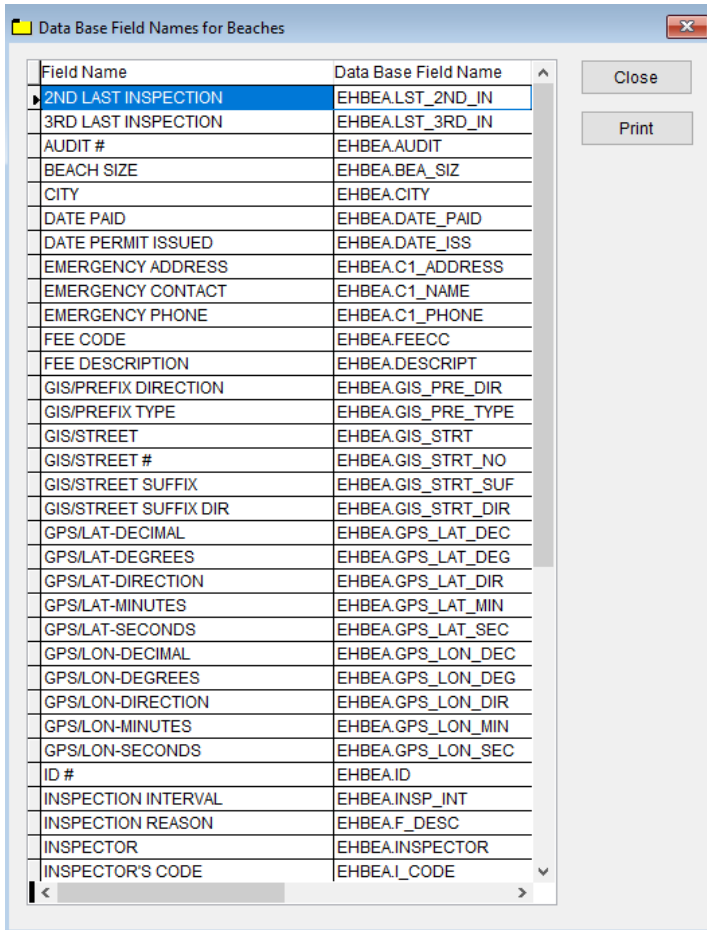 Data Base Field Names for Beaches
Field Name Data Base Field Name
Close
2ND LAST INSPECTION EHBEA.LST_2ND_IN
3RD LAST INSPECTION EHBEA.LST_3RD_IN
Print
AUDIT # EHBEA.AUDIT
BEACH SIZE EHBEA.BEA_SIZ
CITY EHBEA.CITY
DATE PAID EHBEA.DATE_PAID
DATE PERMIT ISSUED EHBEA.DATE_ISS
EMERGENCY ADDRESS EHBEA.C1_ADDRESS
EMERGENCY CONTACT EHBEA.C1_NAME
EMERGENCY PHONE EHBEA.C1_PHONE
FEE CODE EHBEA.FEECC
FEE DESCRIPTION EHBEA.DESCRIPT
GIS/PREFIX DIRECTION EHBEA.GIS_PRE_DIR
GIS/PREFIX TYPE EHBEA.GIS_PRE_TYPE
GIS/STREET EHBEA.GIS_STRT
GIS/STREET # EHBEA.GIS_STRT_NO
GIS/STREET SUFFIX EHBEA.GIS_STRT_SUF
GIS/STREET SUFFIX DIR EHBEA.GIS_STRT_DIR
GPS/LAT-DECIMAL EHBEA.GPS_LAT_DEC
GPS/LAT-DEGREES EHBEA.GPS_LAT_DEG
GPS/LAT-DIRECTION EHBEA.GPS_LAT_DIR
GPS/LAT-MINUTES EHBEA.GPS_LAT_MIN
GPS/LAT-SECONDS EHBEA.GPS_LAT_SEC
GPS/LON-DECIMAL EHBEA.GPS_LON_DEC
GPS/LON-DEGREES EHBEA.GPS_LON_DEG
GPS/LON-DIRECTION EHBEA.GPS_LON_DIR
GPS/LON-MINUTES EHBEA.GPS_LON_MIN
GPS/LON-SECONDS EHBEA.GPS_LON_SEC
ID # EHBEA.ID
INSPECTION INTERVAL EHBEA.INSP_INT
INSPECTION REASON EHBEA.F_DESC
INSPECTOR EHBEA.INSPECTOR
INSPECTOR'S CODE EHBEA.I_CODE